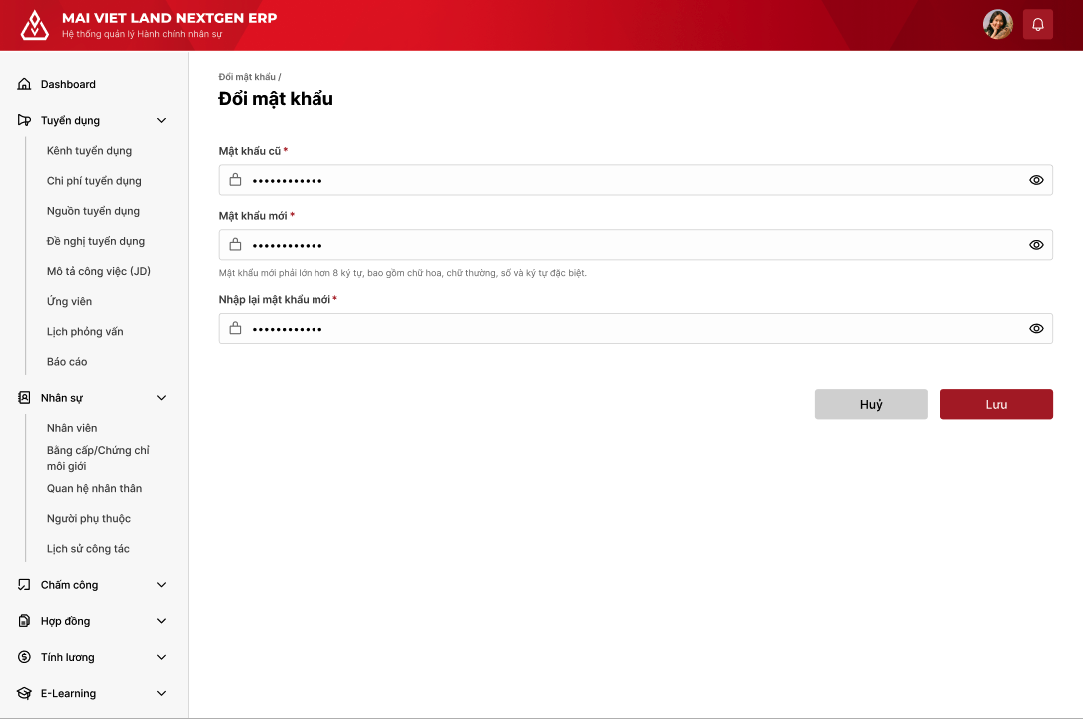 MAI VIET LAND NEXTGEN ERP
Hệ thống quản lý Hành chính nhân sự
Dashboard
Tuyển dụng
Kênh tuyển dụng
Chi phí tuyển dụng
Nguồn tuyển dụng
Đề nghị tuyển dụng
Mô tả công việc (JD)
Ứng viên
Lịch phỏng vấn
Báo cáo
Nhân sự
Nhân viên
Bằng cấp/Chứng chỉ
môi giới
Quan hệ nhân thân
Người phụ thuộc
Lịch sử công tác
Chấm công
Hợp đồng
Tính lương
E-Learning
Đổi mật khẩu /
Đổi mật khẩu
Mật khẩu cũ *
••••••••••••
Mật khẩu mới *
••••••••••••
Mật khẩu mới phải lớn hơn 8 ký tự, bao gồm chữ hoa, chữ thường, số và ký tự đặc biệt.
Nhập lại mật khẩu mới *
••••••••••••
Huỷ
Lưu